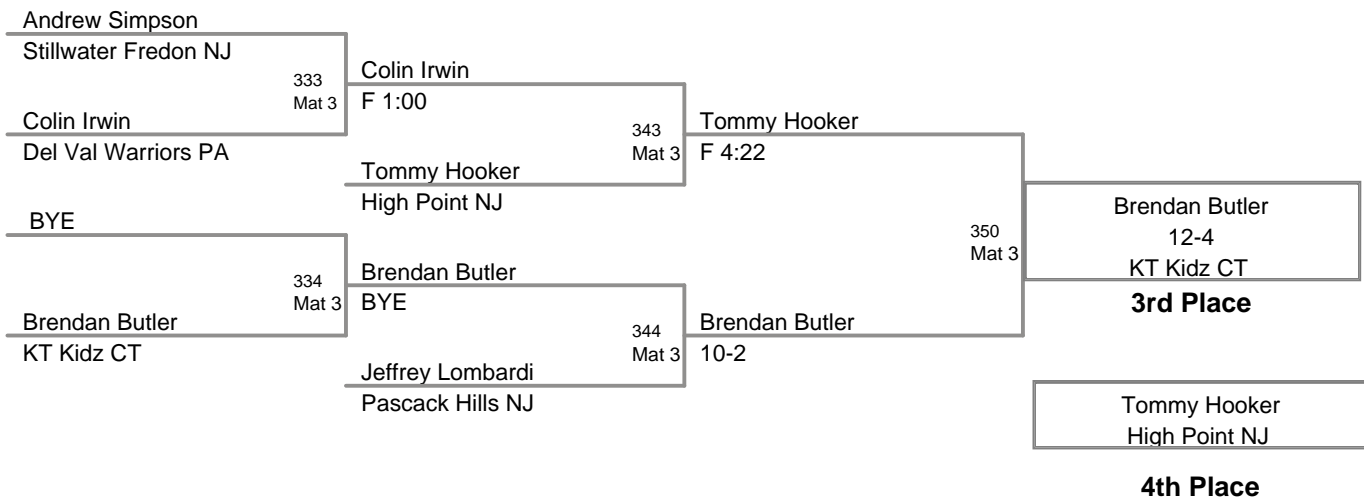 Andrew Simpson
Stillwater Fredon NJ
333
Mat 3
Colin Irwin
F 1:00
Colin Irwin
Del Val Warriors PA
343
Mat 3
Tommy Hooker
F 4:22
Tommy Hooker
High Point NJ
BYE
334
Mat 3
Brendan Butler
BYE
Brendan Butler
KT Kidz CT
344
Mat 3
Brendan Butler
10-2
Jeffrey Lombardi
Pascack Hills NJ
350
Mat 3
Brendan Butler
12-4
KT Kidz CT
3rd Place
Tommy Hooker
High Point NJ
4th Place